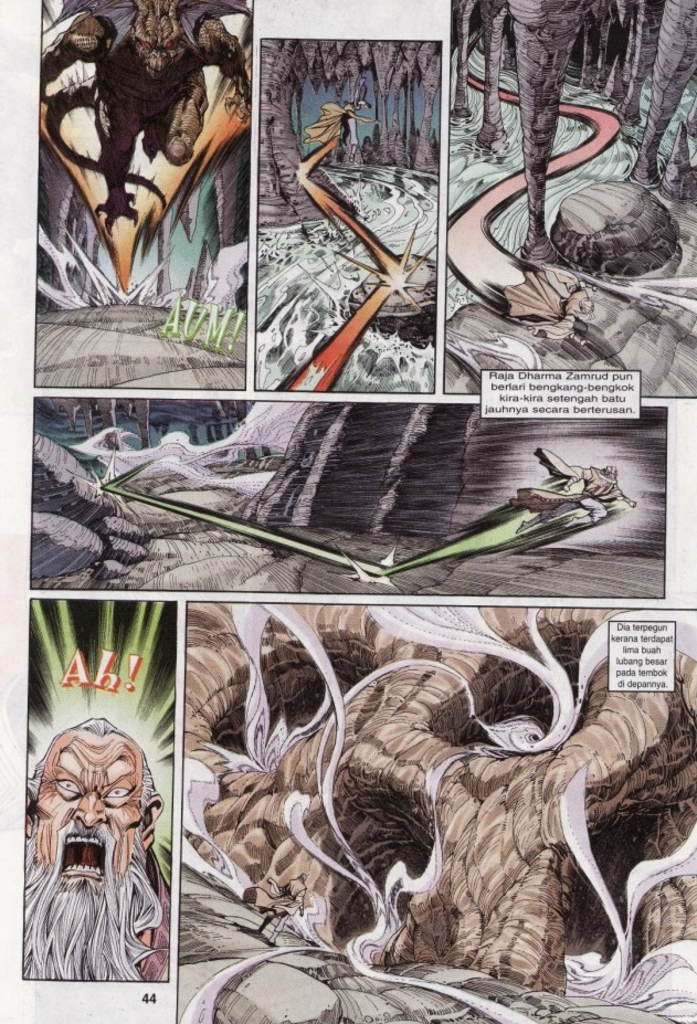 AUM!
Raja Dharma Zamrud pun
berlari bengkang-bengkok
kira-kira setengah batu
jauhnya secara berterusan.
AH!
Dia terpegun
kerana terdapat
lima buah
lubang besar
pada tembok
di depannya.
44